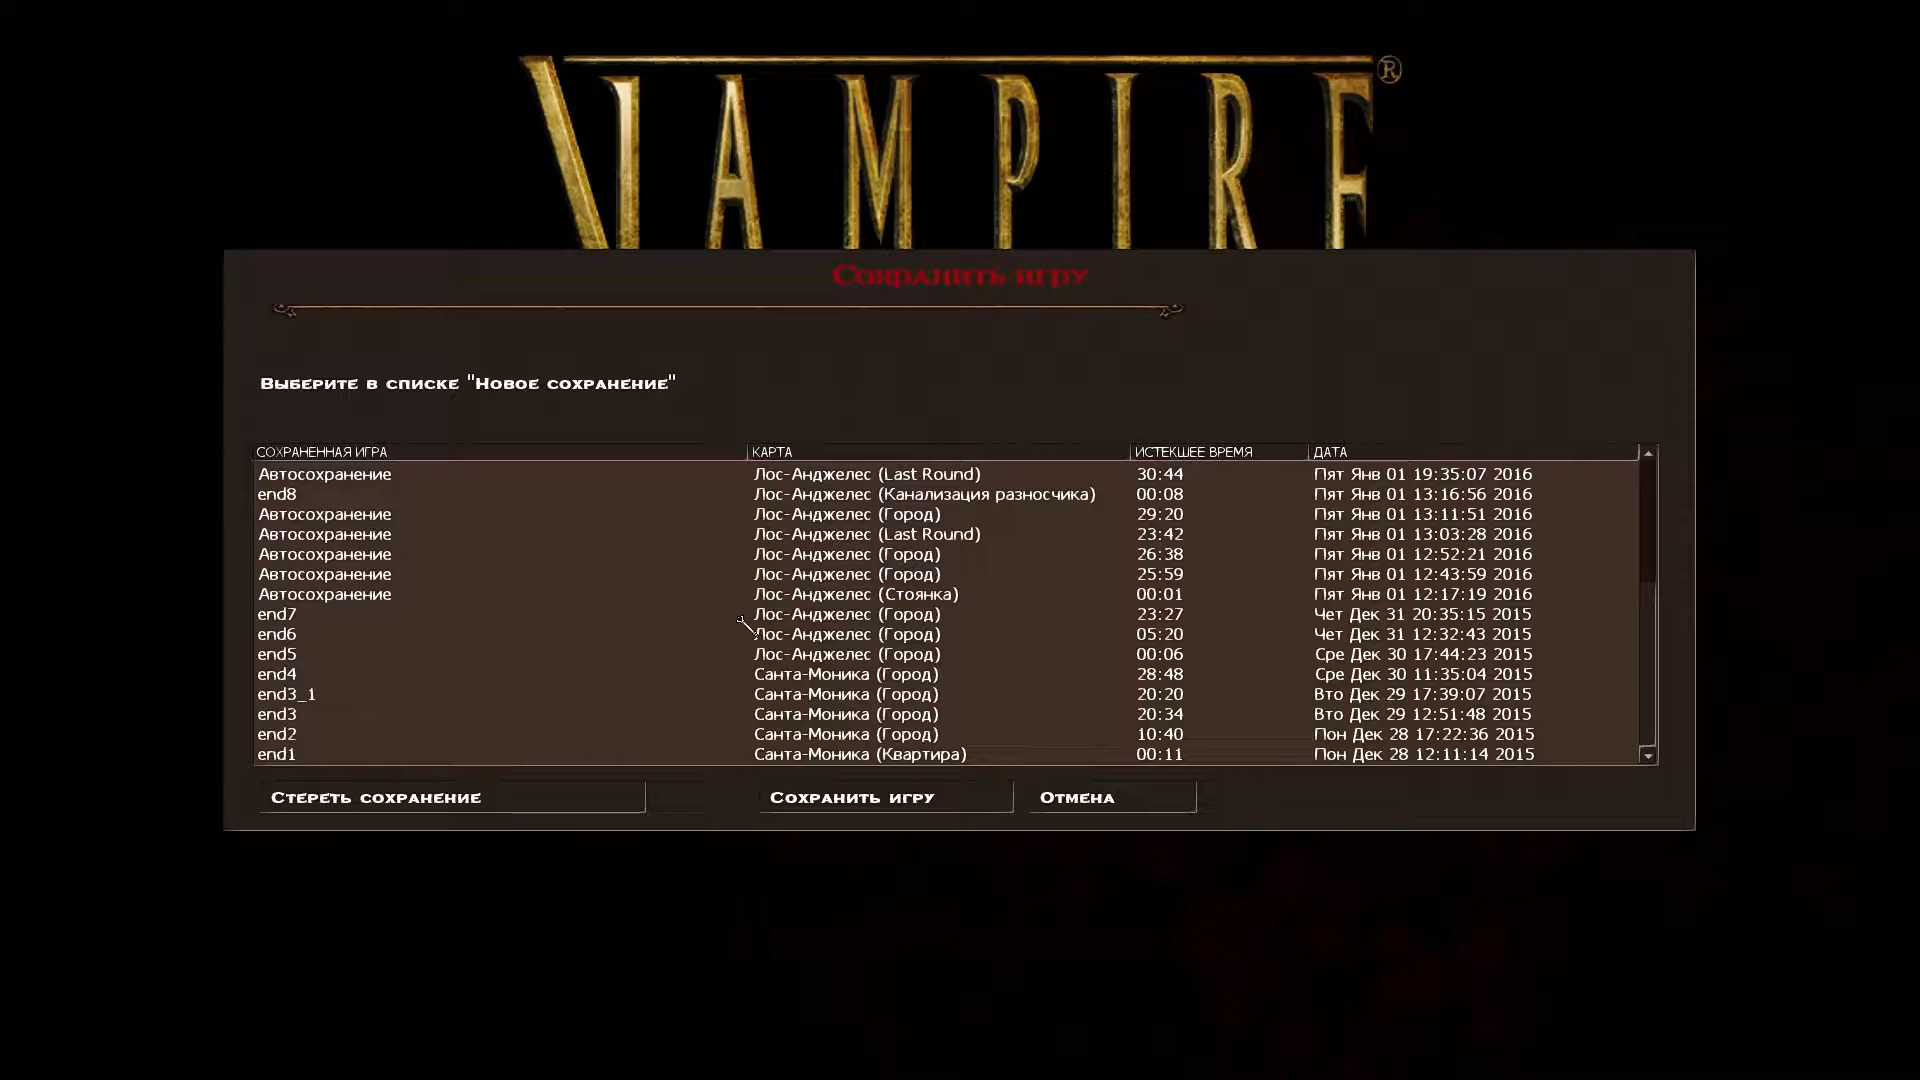 VAMPIRE®
Сохранить игру
Выберите в списке "Новое сохранение"
СОХРАНЕННАЯ ИГРА КАРТА ИСТЕКШЕЕ ВРЕМЯ ДАТА
Автосохранение Лос-Анджелес (Last Round) 30:44 Пят Янв 01 19:35:07 2016
end8 Лос-Анджелес (Канализация разносчика) 00:08 Пят Янв 01 13:16:56 2016
Автосохранение Лос-Анджелес (Город) 29:20 Пят Янв 01 13:11:51 2016
Автосохранение Лос-Анджелес (Last Round) 23:42 Пят Янв 01 13:03:28 2016
Автосохранение Лос-Анджелес (Город) 26:38 Пят Янв 01 12:52:21 2016
Автосохранение Лос-Анджелес (Город) 25:59 Пят Янв 01 12:43:59 2016
Автосохранение Лос-Анджелес (Стоянка) 00:01 Пят Янв 01 12:17:19 2016
end7 Лос-Анджелес (Город) 23:27 Чет Дек 31 20:35:15 2015
end6 Лос-Анджелес (Город) 05:20 Чет Дек 31 12:32:43 2015
end5 Лос-Анджелес (Город) 00:06 Сре Дек 30 17:44:23 2015
end4 Санта-Моника (Город) 28:48 Сре Дек 30 11:35:04 2015
end3_1 Санта-Моника (Город) 20:20 Вто Дек 29 17:39:07 2015
end3 Санта-Моника (Город) 20:34 Вто Дек 29 12:51:48 2015
end2 Санта-Моника (Город) 10:40 Пон Дек 28 17:22:36 2015
end1 Санта-Моника (Квартира) 00:11 Пон Дек 28 12:11:14 2015
Стереть сохранение Сохранить игру Отмена